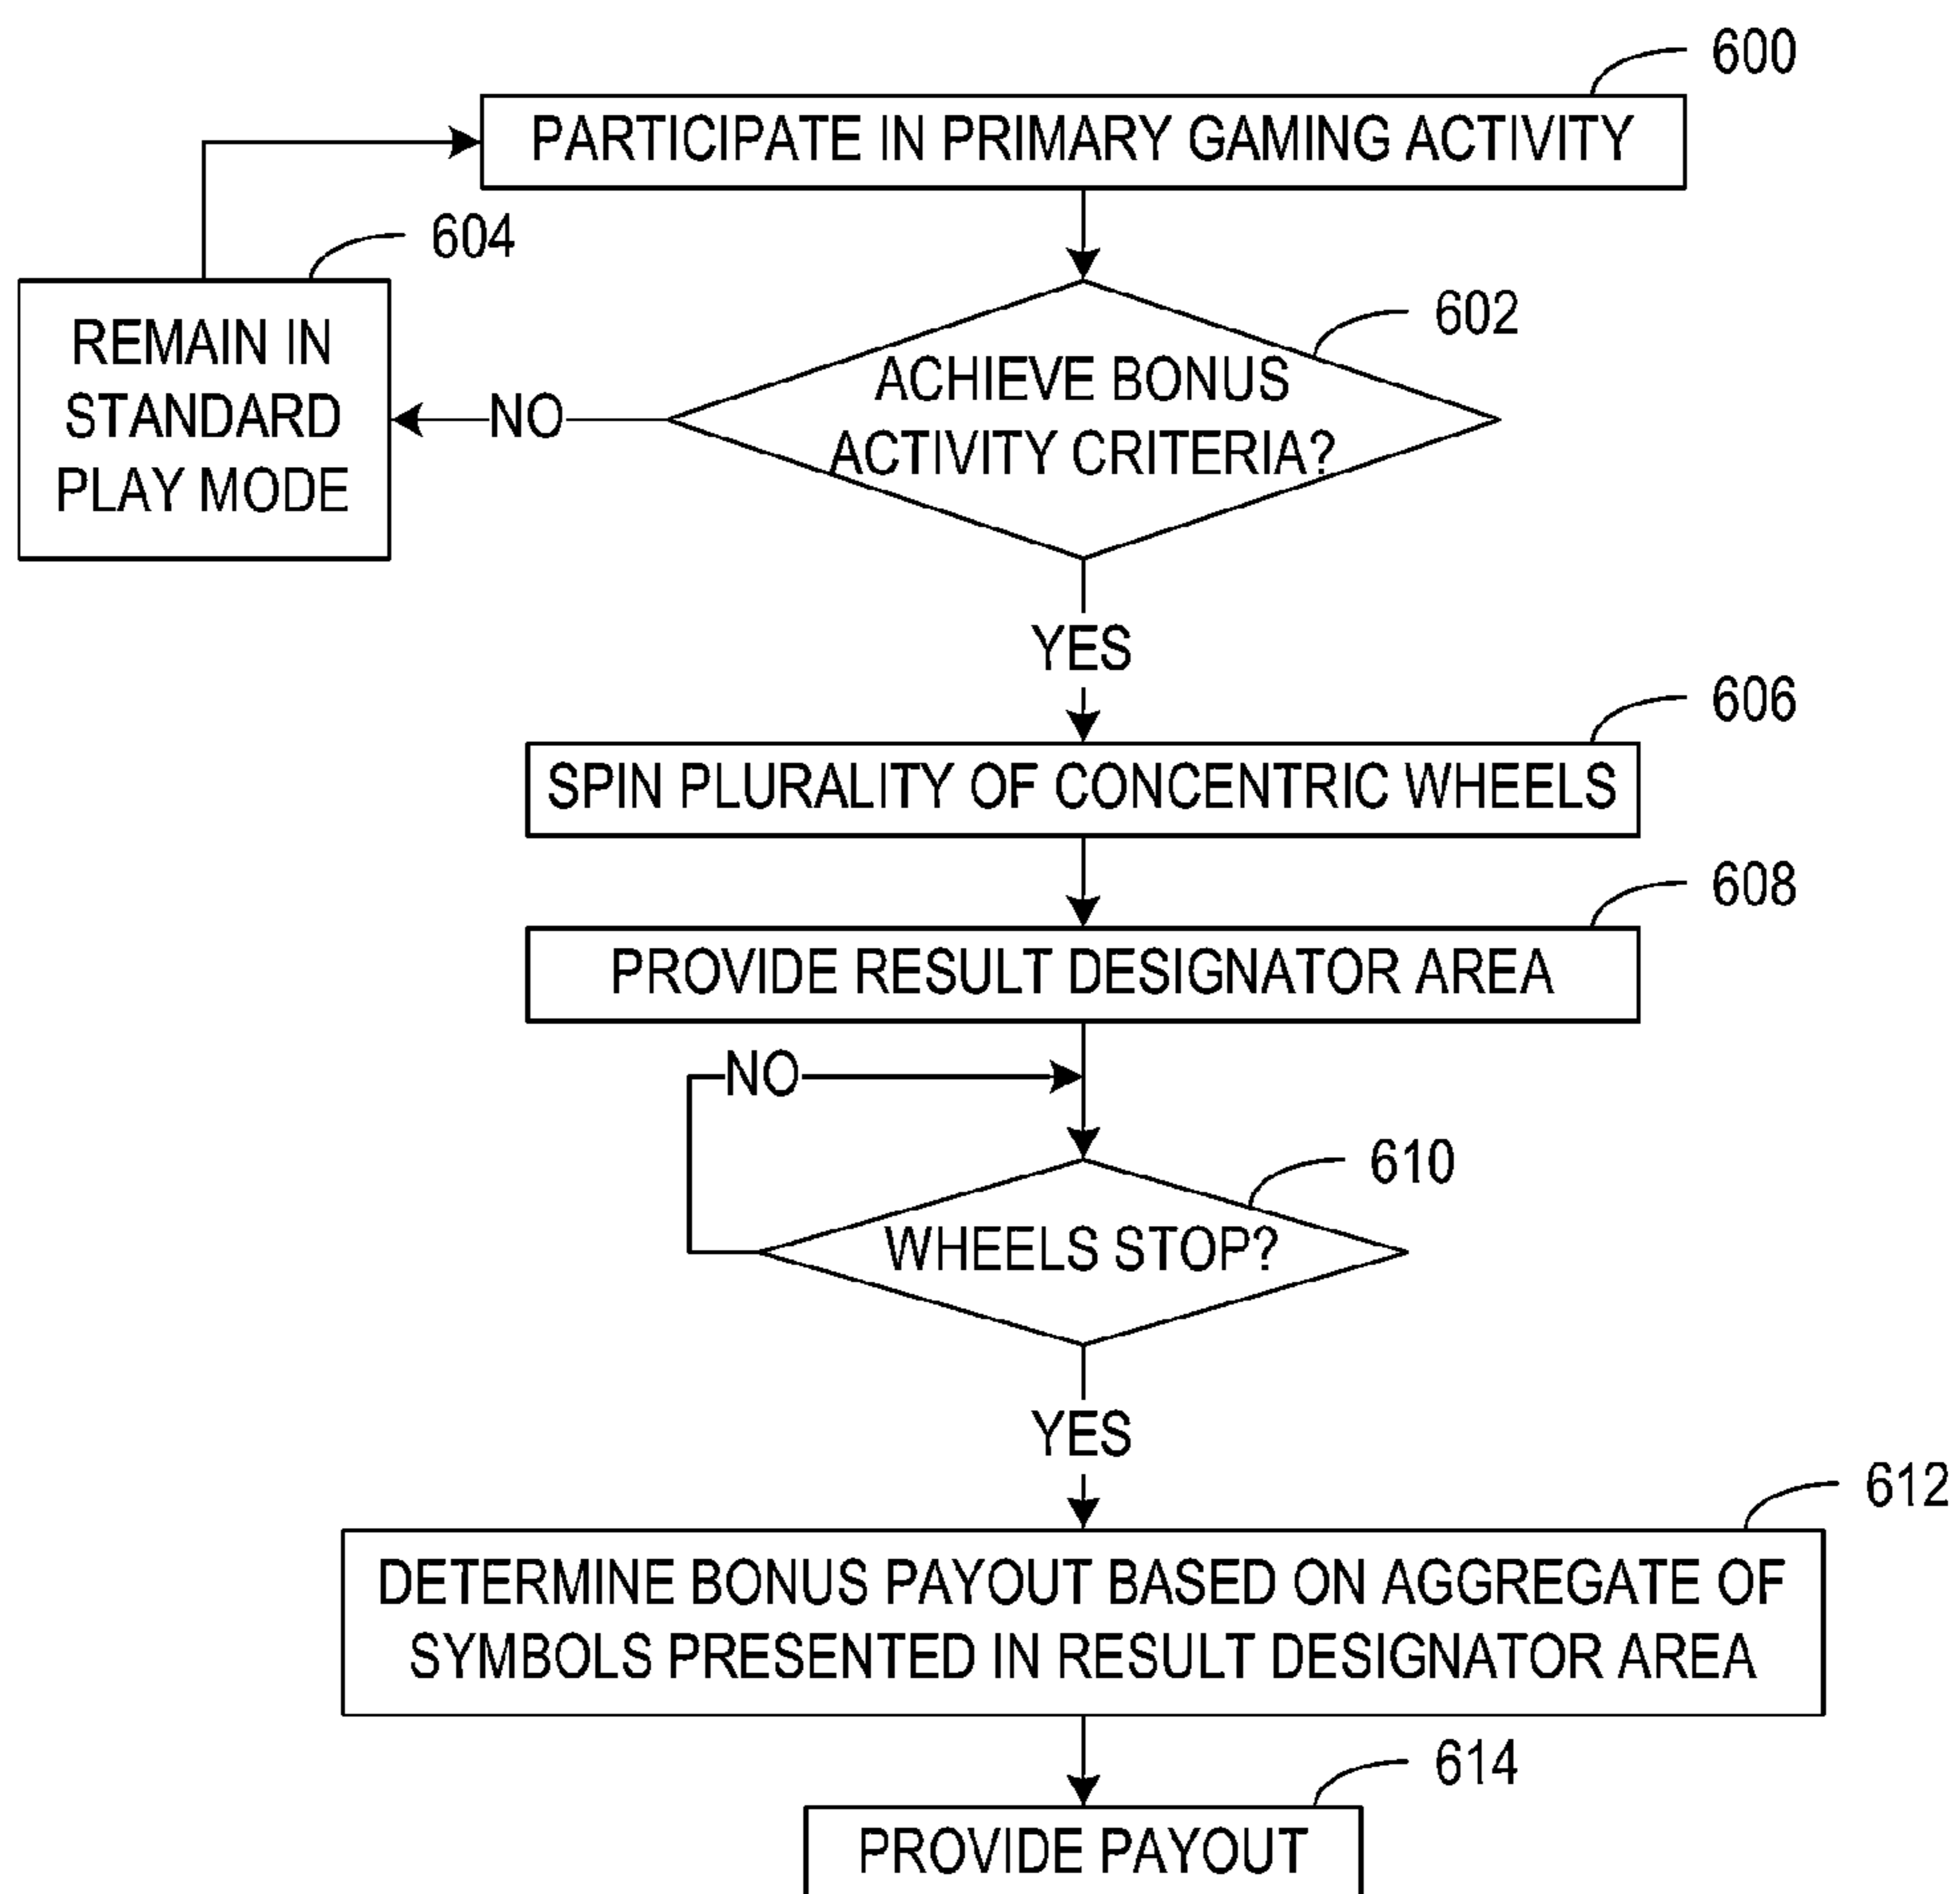 600
PARTICIPATE IN PRIMARY GAMING ACTIVITY
604
602
REMAIN IN
STANDARD
PLAY MODE
NO
ACHIEVE BONUS
ACTIVITY CRITERIA?
YES
606
SPIN PLURALITY OF CONCENTRIC WHEELS
608
PROVIDE RESULT DESIGNATOR AREA
NO
610
WHEELS STOP?
YES
612
DETERMINE BONUS PAYOUT BASED ON AGGREGATE OF
SYMBOLS PRESENTED IN RESULT DESIGNATOR AREA
614
PROVIDE PAYOUT